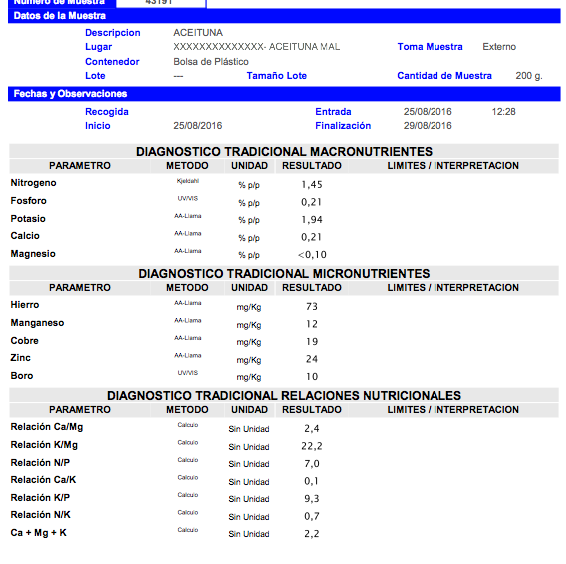 Número de Muestra 43191
Datos de la Muestra
Descripcion ACEITUNA
Lugar XXXXXXXXXXXXXX- ACEITUNA MAL Toma Muestra Externo
Contenedor Bolsa de Plástico
Lote --- Tamaño Lote Cantidad de Muestra 200 g.
Fechas y Observaciones
Recogida Entrada 25/08/2016 12:28
Inicio 25/08/2016 Finalización 29/08/2016
DIAGNOSTICO TRADICIONAL MACRONUTRIENTES
PARAMETRO METODO UNIDAD RESULTADO LIMITES / INTERPRETACION
Nitrogeno Kjeldahl % p/p 1,45
Fosforo UV/VIS % p/p 0,21
Potasio AA-Llama % p/p 1,94
Calcio AA-Llama % p/p 0,21
Magnesio AA-Llama % p/p <0,10
DIAGNOSTICO TRADICIONAL MICRONUTRIENTES
PARAMETRO METODO UNIDAD RESULTADO LIMITES / INTERPRETACION
Hierro AA-Llama mg/Kg 73
Manganeso AA-Llama mg/Kg 12
Cobre AA-Llama mg/Kg 19
Zinc AA-Llama mg/Kg 24
Boro UV/VIS mg/Kg 10
DIAGNOSTICO TRADICIONAL RELACIONES NUTRICIONALES
PARAMETRO METODO UNIDAD RESULTADO LIMITES / INTERPRETACION
Relación Ca/Mg Calculo Sin Unidad 2,4
Relación K/Mg Calculo Sin Unidad 22,2
Relación N/P Calculo Sin Unidad 7,0
Relación Ca/K Calculo Sin Unidad 0,1
Relación K/P Calculo Sin Unidad 9,3
Relación N/K Calculo Sin Unidad 0,7
Ca + Mg + K Calculo Sin Unidad 2,2